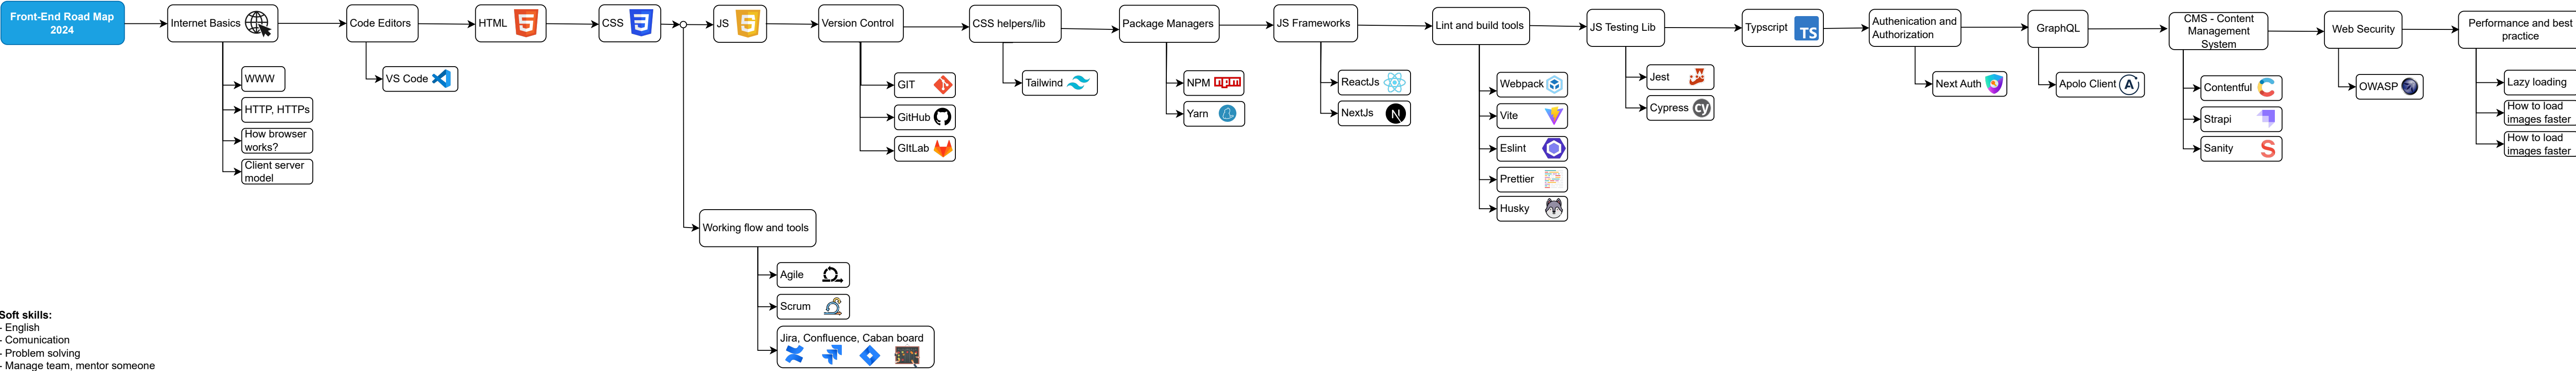 Front-End Road Map
2024
Internet Basics
WWW
HTTP, HTTPs
How browser
works?
Client server
model
Code Editors
VS Code
HTML
5
CSS
3
JS
5
Working flow and tools
Agile
Scrum
Jira, Confluence, Caban board
Version Control
GIT
GitHub
GItLab
CSS helpers/lib
Tailwind
Package Managers
NPM
npm
Yarn
JS Frameworks
ReactJs
NextJs
N
Lint and build tools
Webpack
Vite
Eslint
Prettier
Husky
JS Testing Lib
Jest
Cypress
cy
Typscript
TS
Authenication and
Authorization
Next Auth
GraphQL
Apolo Client
A
CMS - Content
Management
System
Contentful
Strapi
Sanity
S
Web Security
OWASP
Performance and best
practice
Lazy loading
How to load
images faster
How to load
images faster
Soft skills:
- English
- Comunication
- Problem solving
- Manage team, mentor someone